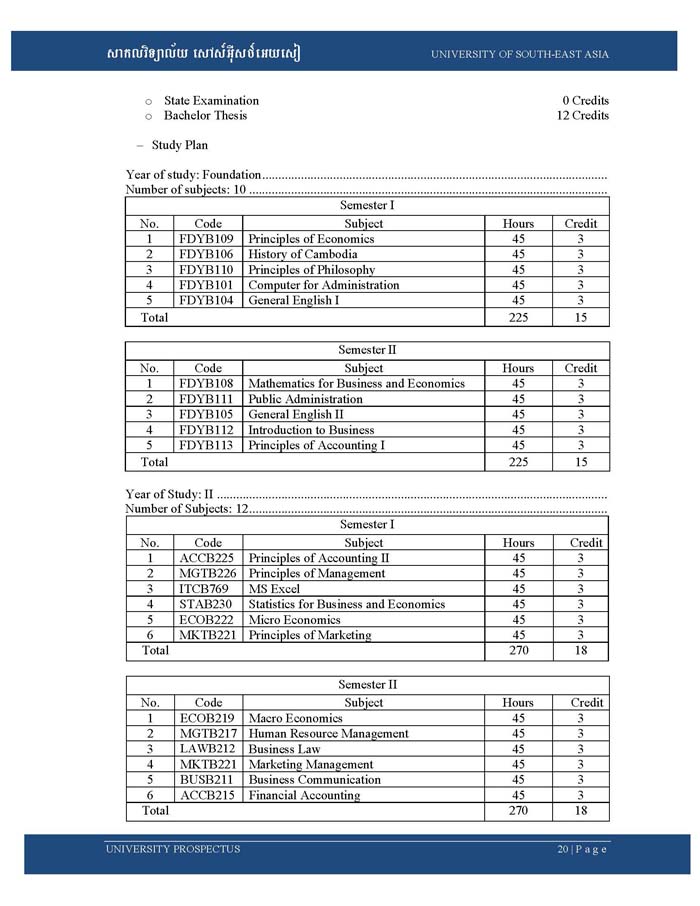 សាកលវិទ្យាល័យ សៅស៍អ៊ីសថ៍អេយសៀ UNIVERSITY OF SOUTH-EAST ASIA
o State Examination 0 Credits
o Bachelor Thesis 12 Credits
– Study Plan
Year of study: Foundation..........................................................................................................
Number of subjects: 10 ..............................................................................................................
Semester I
No. Code Subject Hours Credit
1 FDYB109 Principles of Economics 45 3
2 FDYB106 History of Cambodia 45 3
3 FDYB110 Principles of Philosophy 45 3
4 FDYB101 Computer for Administration 45 3
5 FDYB104 General English I 45 3
Total 225 15
Semester II
No. Code Subject Hours Credit
1 FDYB108 Mathematics for Business and Economics 45 3
2 FDYB111 Public Administration 45 3
3 FDYB105 General English II 45 3
4 FDYB112 Introduction to Business 45 3
5 FDYB113 Principles of Accounting I 45 3
Total 225 15
Year of Study: II ........................................................................................................................
Number of Subjects: 12..............................................................................................................
Semester I
No. Code Subject Hours Credit
1 ACCB225 Principles of Accounting II 45 3
2 MGTB226 Principles of Management 45 3
3 ITCB769 MS Excel 45 3
4 STAB230 Statistics for Business and Economics 45 3
5 ECOB222 Micro Economics 45 3
6 MKTB221 Principles of Marketing 45 3
Total 270 18
Semester II
No. Code Subject Hours Credit
1 ECOB219 Macro Economics 45 3
2 MGTB217 Human Resource Management 45 3
3 LAWB212 Business Law 45 3
4 MKTB221 Marketing Management 45 3
5 BUSB211 Business Communication 45 3
6 ACCB215 Financial Accounting 45 3
Total 270 18
UNIVERSITY PROSPECTUS 20 | P a g e